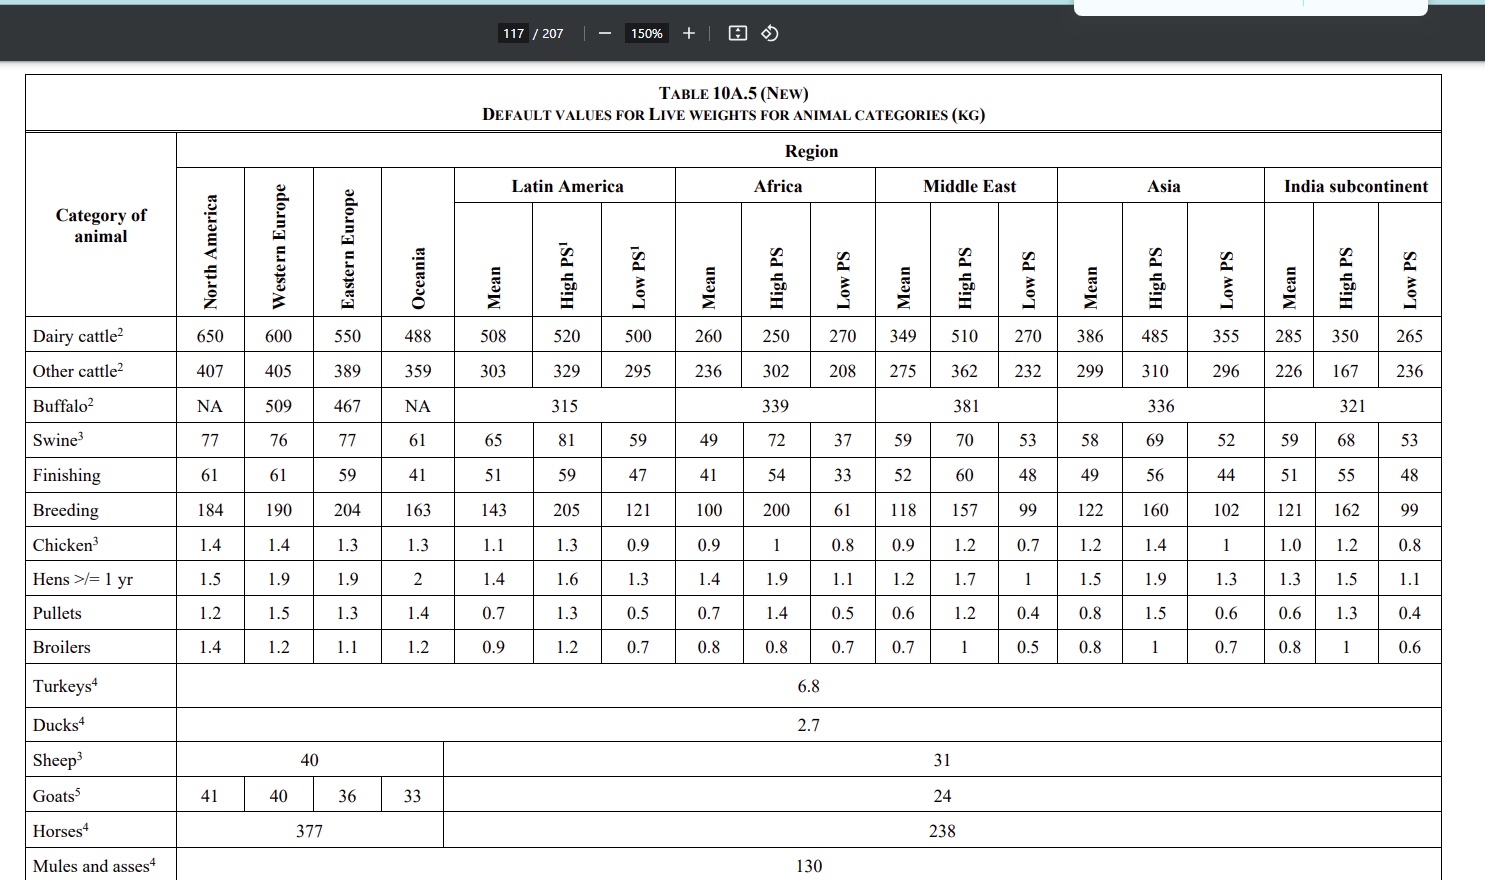 117 / 207 — 150% +
TABLE 10A.5 (NEW)
DEFAULT VALUES FOR LIVE WEIGHTS FOR ANIMAL CATEGORIES (KG)
Category of animal
Region
North America
Western Europe
Eastern Europe
Oceania
Latin America
Mean
High PS¹
Low PS¹
Africa
Mean
High PS
Low PS
Middle East
Mean
High PS
Low PS
Asia
Mean
High PS
Low PS
India subcontinent
Mean
High PS
Low PS
Dairy cattle² 650 600 550 488 508 520 500 260 250 270 349 510 270 386 485 355 285 350 265
Other cattle² 407 405 389 359 303 329 295 236 302 208 275 362 232 299 310 296 226 167 236
Buffalo² NA 509 467 NA 315 339 381 336 321
Swine³ 77 76 77 61 65 81 59 49 72 37 59 70 53 58 69 52 59 68 53
Finishing 61 61 59 41 51 59 47 41 54 33 52 60 48 49 56 44 51 55 48
Breeding 184 190 204 163 143 205 121 100 200 61 118 157 99 122 160 102 121 162 99
Chicken³ 1.4 1.4 1.3 1.3 1.1 1.3 0.9 0.9 1 0.8 0.9 1.2 0.7 1.2 1.4 1 1.0 1.2 0.8
Hens >/= 1 yr 1.5 1.9 1.9 2 1.4 1.6 1.3 1.4 1.9 1.1 1.2 1.7 1 1.5 1.9 1.3 1.3 1.5 1.1
Pullets 1.2 1.5 1.3 1.4 0.7 1.3 0.5 0.7 1.4 0.5 0.6 1.2 0.4 0.8 1.5 0.6 0.6 1.3 0.4
Broilers 1.4 1.2 1.1 1.2 0.9 1.2 0.7 0.8 0.8 0.7 0.7 1 0.5 0.8 1 0.7 0.8 1 0.6
Turkeys⁴ 6.8
Ducks⁴ 2.7
Sheep³ 40 31
Goats⁵ 41 40 36 33 24
Horses⁴ 377 238
Mules and asses⁴ 130